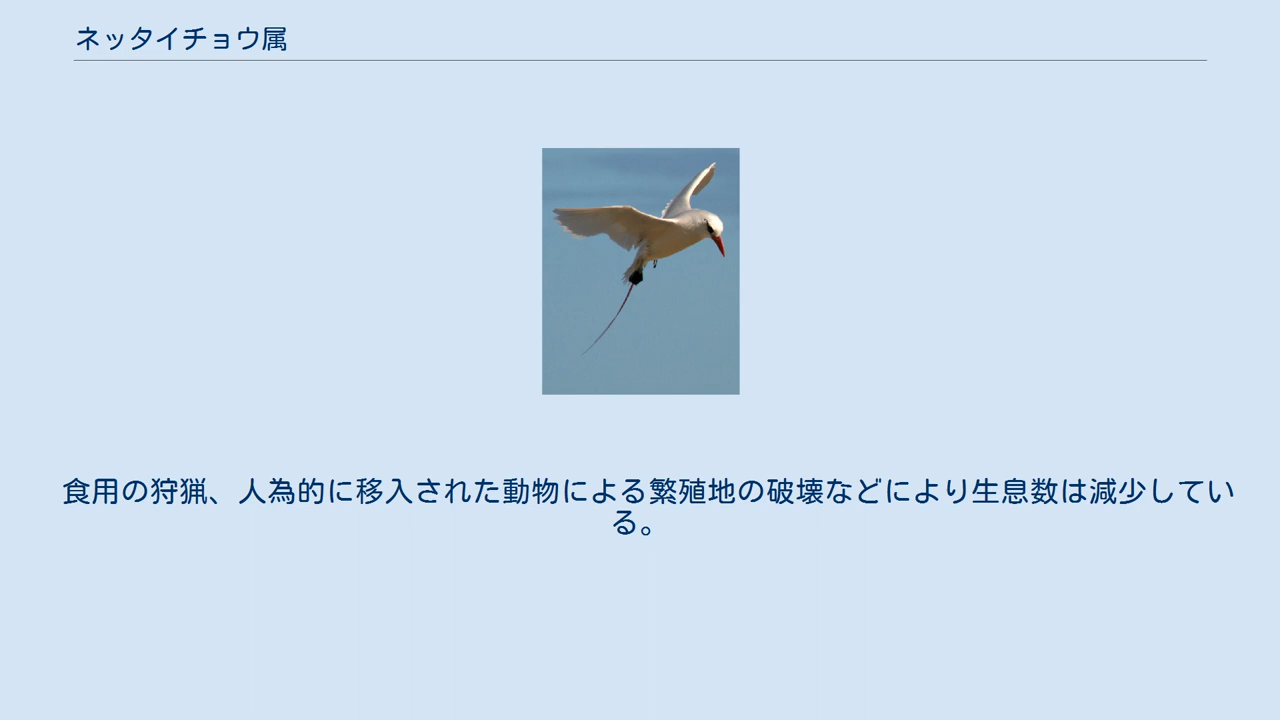 ネッタイチョウ属
食用の狩猟、人為的に移入された動物による繁殖地の破壊などにより生息数は減少してい
る。